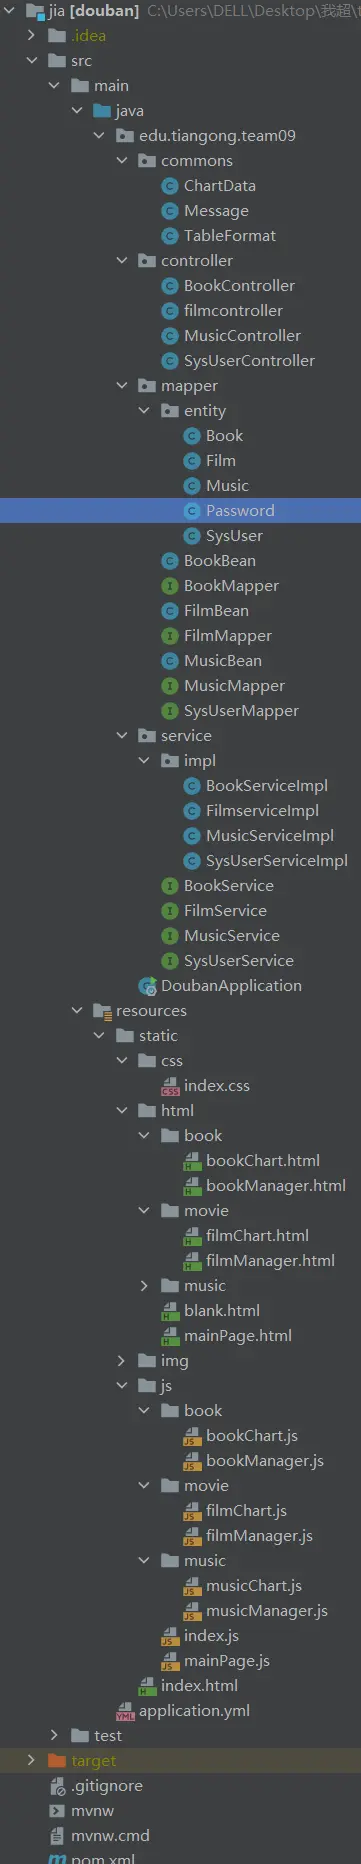 jia [douban] C:\Users\DELL\Desktop\我超\t
.idea
src
main
java
edu.tiangong.team09
commons
ChartData
Message
TableFormat
controller
BookController
filmcontroller
MusicController
SysUserController
mapper
entity
Book
Film
Music
Password
SysUser
BookBean
BookMapper
FilmBean
FilmMapper
MusicBean
MusicMapper
SysUserMapper
service
impl
BookServiceImpl
FilmserviceImpl
MusicServiceImpl
SysUserServiceImpl
BookService
FilmService
MusicService
SysUserService
DoubanApplication
resources
static
css
index.css
html
book
bookChart.html
bookManager.html
movie
filmChart.html
filmManager.html
music
blank.html
mainPage.html
img
js
book
bookChart.js
bookManager.js
movie
filmChart.js
filmManager.js
music
musicChart.js
musicManager.js
index.js
mainPage.js
index.html
application.yml
test
target
.gitignore
mvnw
mvnw.cmd
pom.xml